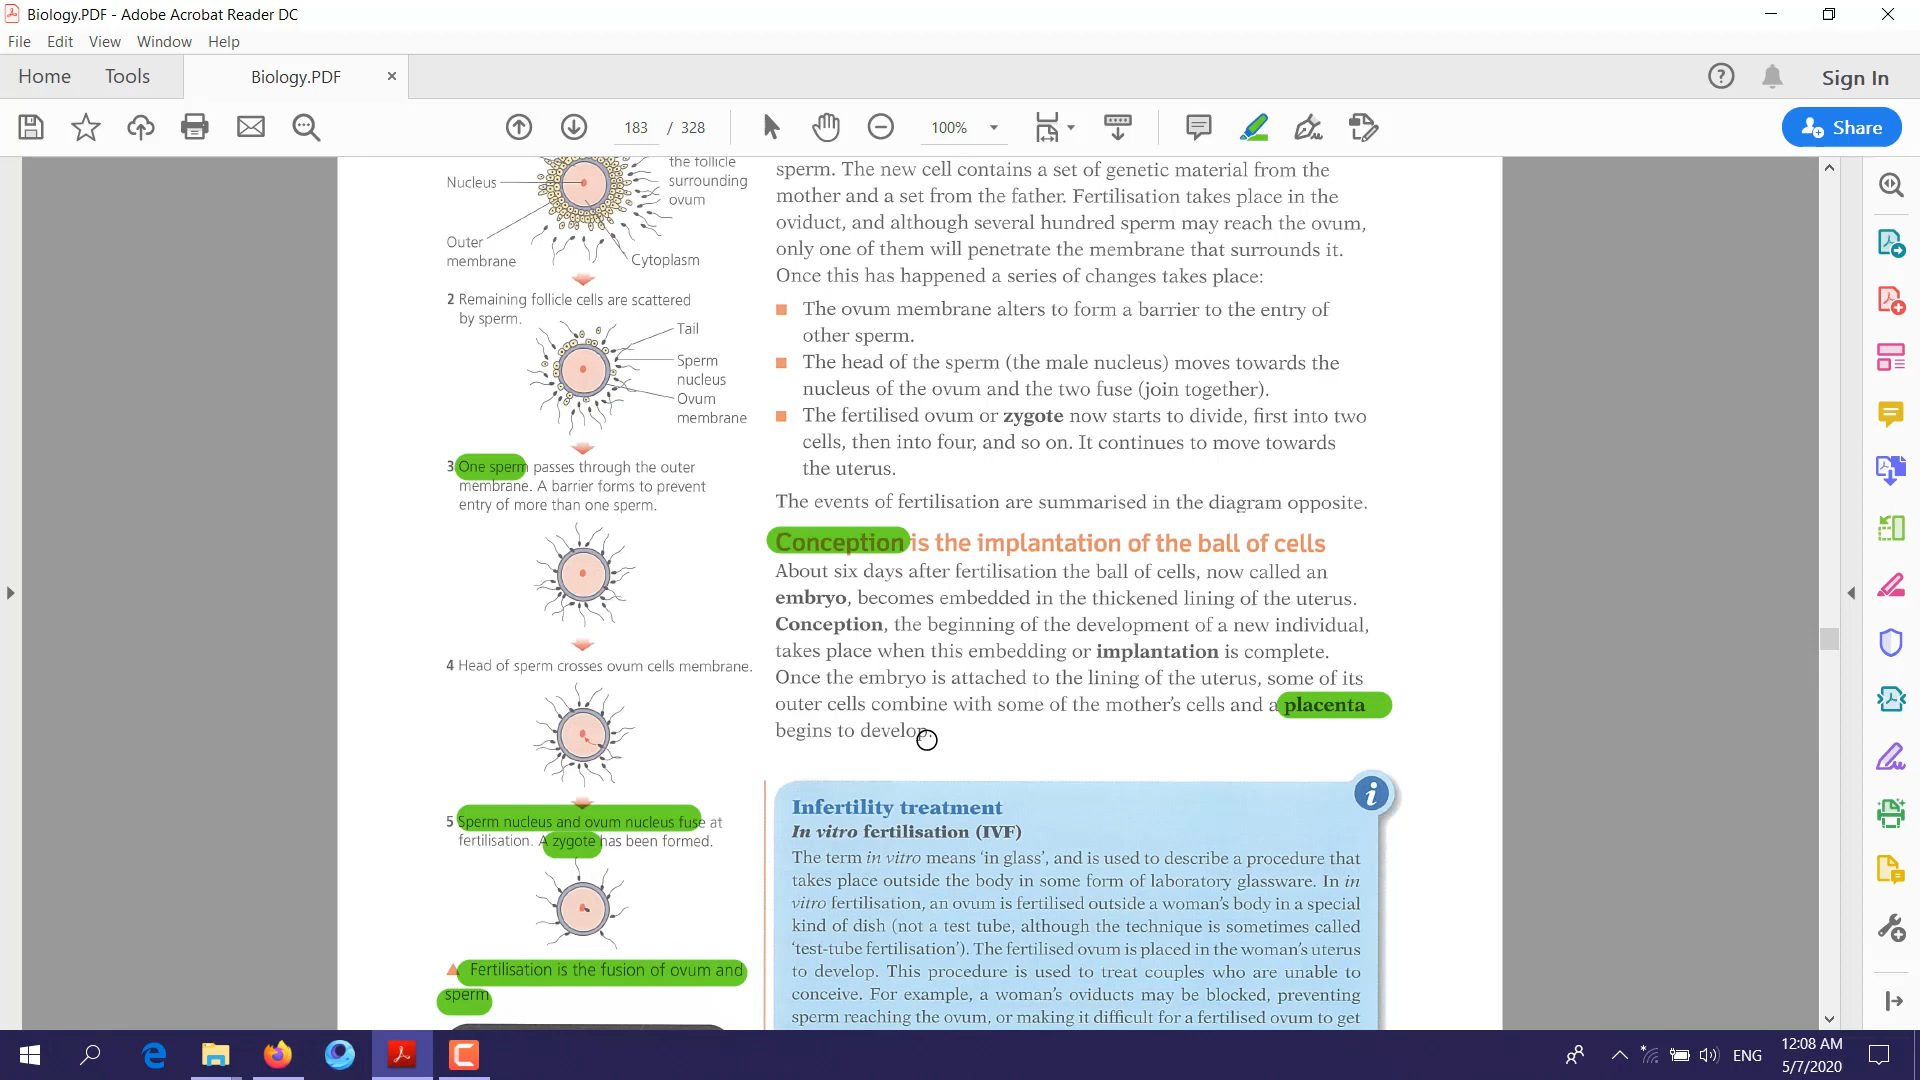 Biology.PDF - Adobe Acrobat Reader DC
File Edit View Window Help
Home Tools Biology.PDF × Sign In
183 / 328 100% Share
the follicle
surrounding
ovum
Nucleus
Outer
membrane
Cytoplasm
2 Remaining follicle cells are scattered
by sperm.
Tail
Sperm
nucleus
Ovum
membrane
3 One sperm passes through the outer
membrane. A barrier forms to prevent
entry of more than one sperm.
4 Head of sperm crosses ovum cells membrane.
5 Sperm nucleus and ovum nucleus fuse at
fertilisation. A zygote has been formed.
Fertilisation is the fusion of ovum and
sperm
sperm. The new cell contains a set of genetic material from the
mother and a set from the father. Fertilisation takes place in the
oviduct, and although several hundred sperm may reach the ovum,
only one of them will penetrate the membrane that surrounds it.
Once this has happened a series of changes takes place:
The ovum membrane alters to form a barrier to the entry of
other sperm.
The head of the sperm (the male nucleus) moves towards the
nucleus of the ovum and the two fuse (join together).
The fertilised ovum or zygote now starts to divide, first into two
cells, then into four, and so on. It continues to move towards
the uterus.
The events of fertilisation are summarised in the diagram opposite.
Conception is the implantation of the ball of cells
About six days after fertilisation the ball of cells, now called an
embryo, becomes embedded in the thickened lining of the uterus.
Conception, the beginning of the development of a new individual,
takes place when this embedding or implantation is complete.
Once the embryo is attached to the lining of the uterus, some of its
outer cells combine with some of the mother's cells and a placenta
begins to develop.
i
Infertility treatment
In vitro fertilisation (IVF)
The term in vitro means 'in glass', and is used to describe a procedure that
takes place outside the body in some form of laboratory glassware. In in
vitro fertilisation, an ovum is fertilised outside a woman's body in a special
kind of dish (not a test tube, although the technique is sometimes called
'test-tube fertilisation'). The fertilised ovum is placed in the woman's uterus
to develop. This procedure is used to treat couples who are unable to
conceive. For example, a woman's oviducts may be blocked, preventing
sperm reaching the ovum, or making it difficult for a fertilised ovum to get
ENG
12:08 AM
5/7/2020